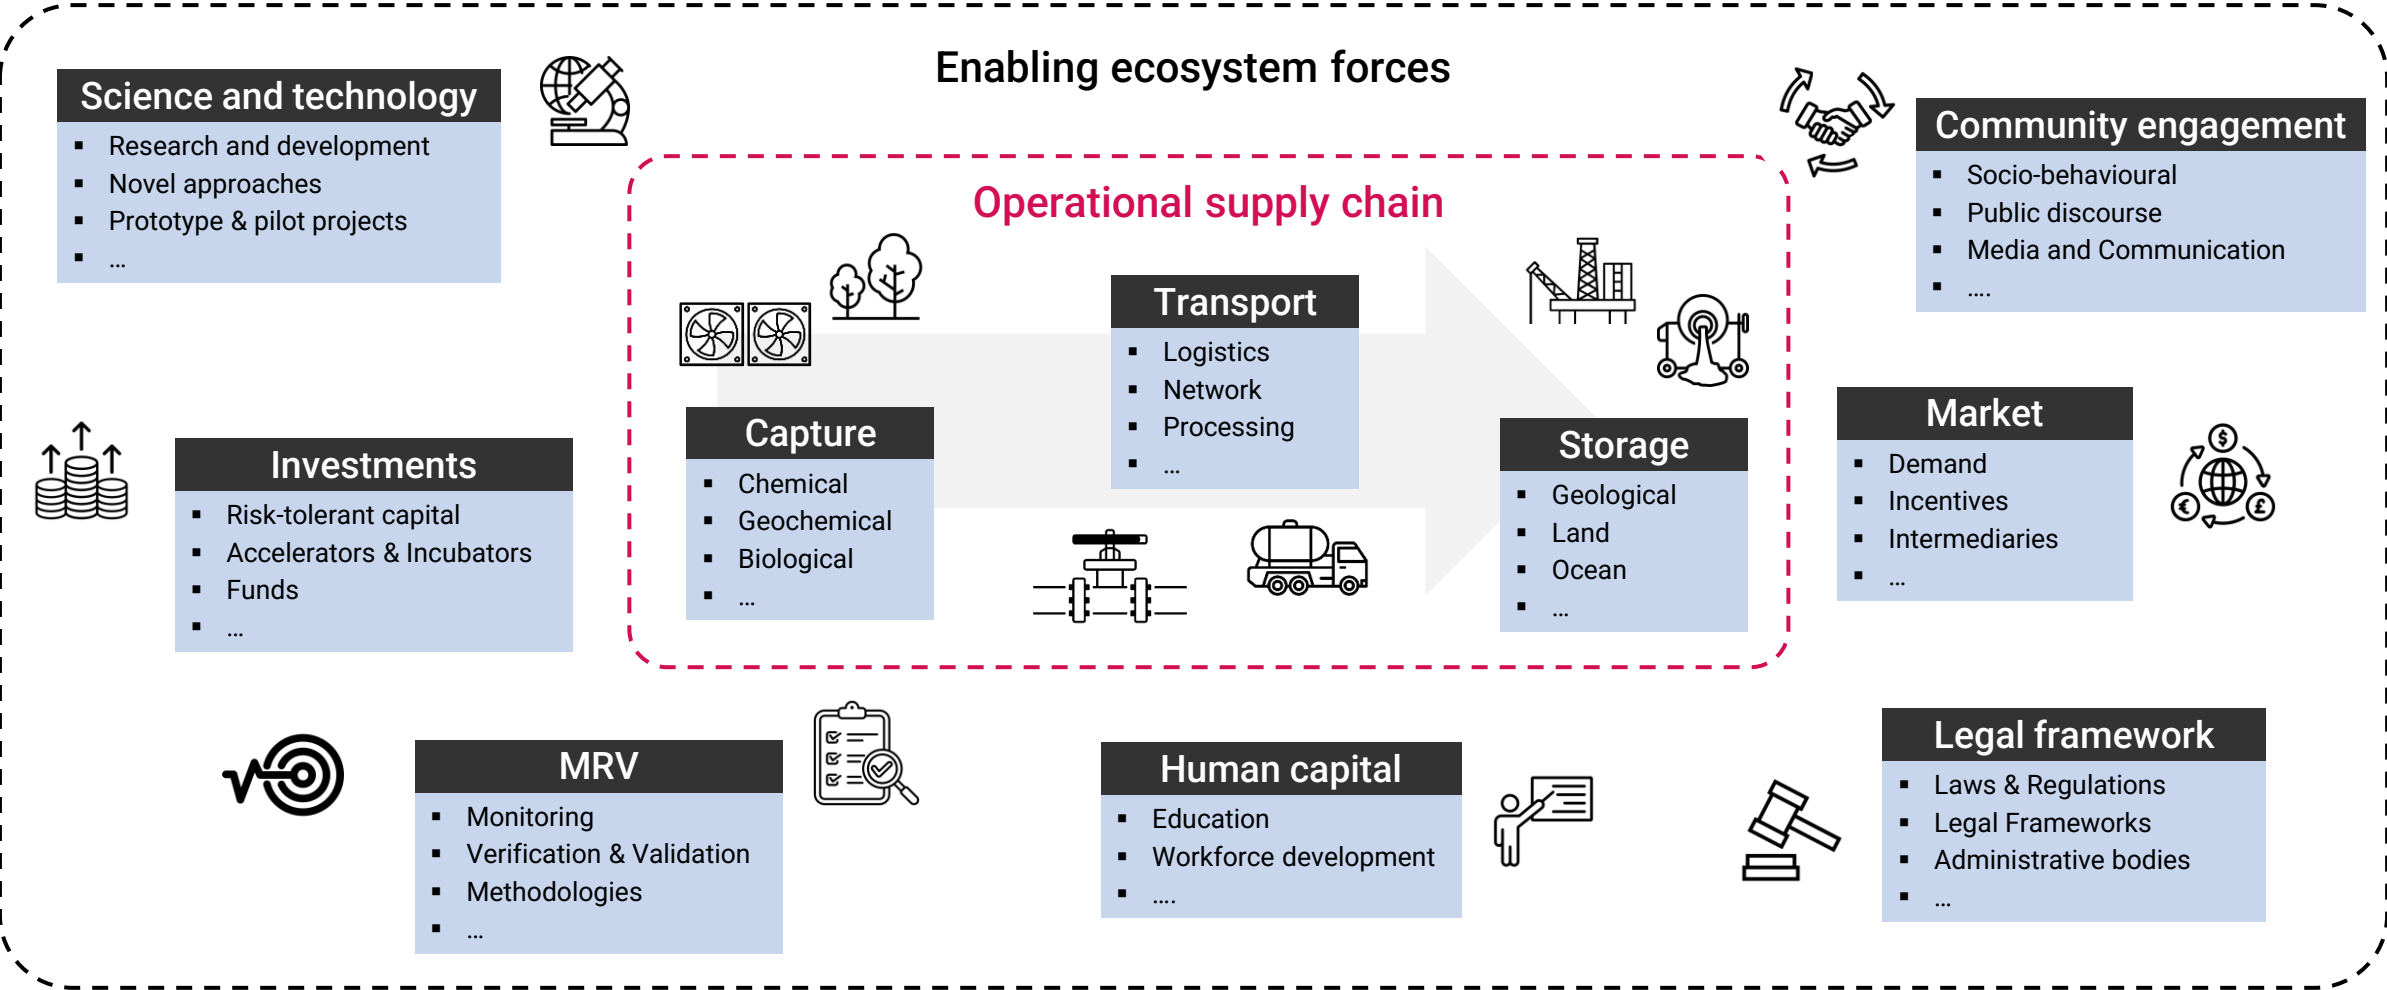 Enabling ecosystem forces
Science and technology
▪ Research and development
▪ Novel approaches
▪ Prototype & pilot projects
▪ ...
Community engagement
▪ Socio-behavioural
▪ Public discourse
▪ Media and Communication
▪ ....
Operational supply chain
Capture
▪ Chemical
▪ Geochemical
▪ Biological
▪ ...
Transport
▪ Logistics
▪ Network
▪ Processing
▪ ...
Storage
▪ Geological
▪ Land
▪ Ocean
▪ ...
Investments
▪ Risk-tolerant capital
▪ Accelerators & Incubators
▪ Funds
▪ ...
Market
▪ Demand
▪ Incentives
▪ Intermediaries
▪ ...
$
€
£
MRV
▪ Monitoring
▪ Verification & Validation
▪ Methodologies
▪ ...
Human capital
▪ Education
▪ Workforce development
▪ ....
Legal framework
▪ Laws & Regulations
▪ Legal Frameworks
▪ Administrative bodies
▪ ...